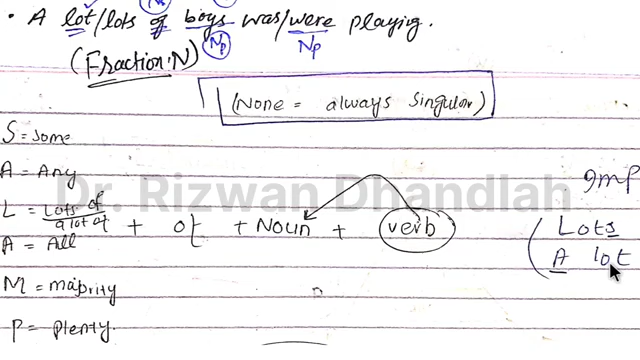 Ns
• A lot/lots of boys was/were playing.
Np Np
(Fraction:N)
(None = always Singular)
S = Some
A = Any
Dr. Rizwan Dhandlah
L = Lots of / a lot of + of + Noun + verb
A = All
M = majority
P = plenty.
Imp
Lots
A lot